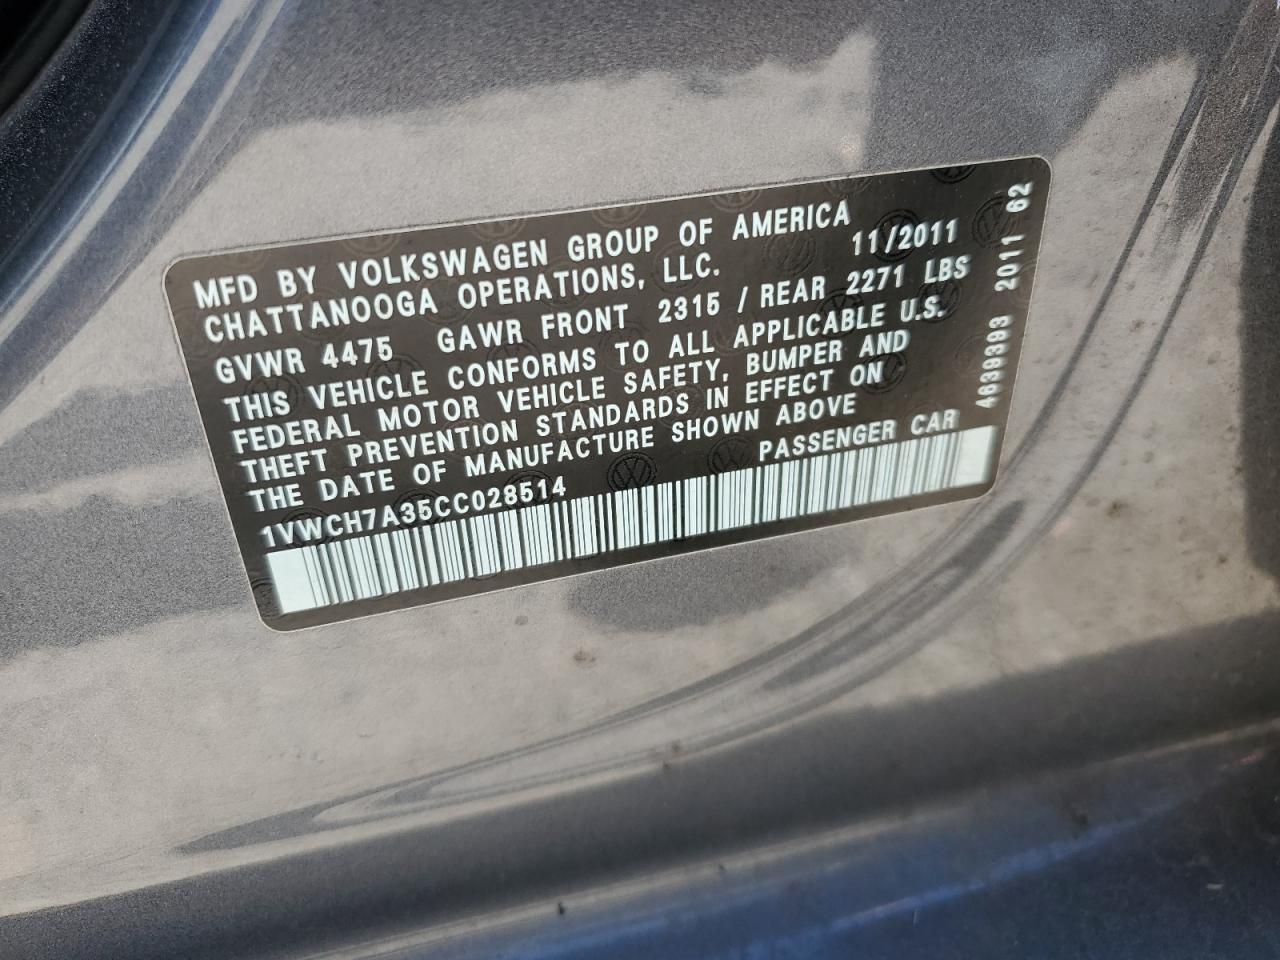 MFD BY VOLKSWAGEN GROUP OF AMERICA
CHATTANOOGA OPERATIONS, LLC. 11/2011
GVWR 4475 GAWR FRONT 2315 / REAR 2271 LBS
THIS VEHICLE CONFORMS TO ALL APPLICABLE U.S.
FEDERAL MOTOR VEHICLE SAFETY, BUMPER AND
THEFT PREVENTION STANDARDS IN EFFECT ON
THE DATE OF MANUFACTURE SHOWN ABOVE
PASSENGER CAR
1VWCH7A35CC028514
4639393 2011 62